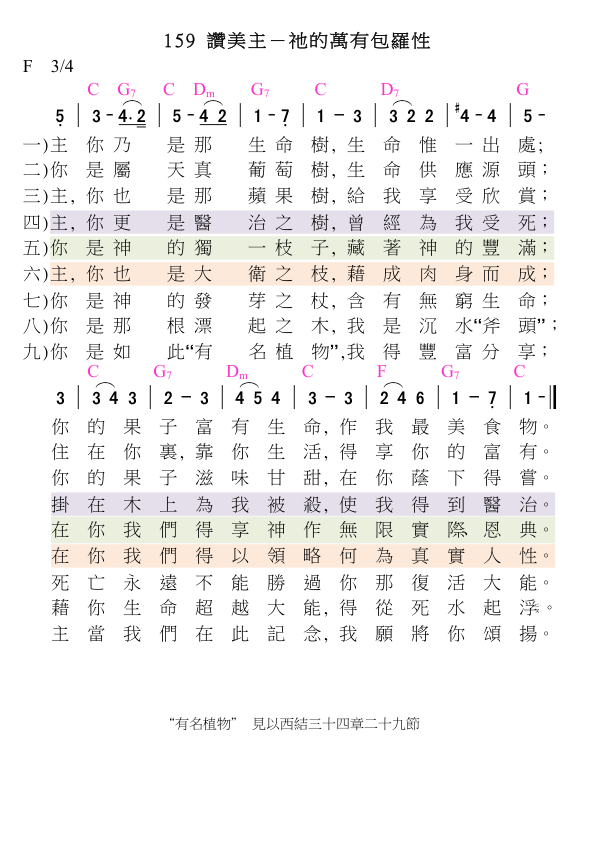 159 讚美主－祂的萬有包羅性
F 3/4
C G7 C Dm G7 C D7 G
5 | 3 - 4. 2 | 5 - 4 2 | 1 - 7 | 1 - 3 | 3 2 2 | #4 - 4 | 5 -
一)主 你乃 是那 生命樹, 生 命惟一出處;
二)你 是屬 天真 葡萄樹, 生 命供應源頭;
三)主, 你也 是那 蘋果樹, 給 我享受欣賞;
四)主, 你更 是醫 治之樹, 曾 經為我受死;
五)你 是神 的獨 一枝子, 藏 著神的豐滿;
六)主, 你也 是大 衛之枝, 藉 成肉身而成;
七)你 是神 的發 芽之杖, 含 有無窮生命;
八)你 是那 根漂 起之木, 我 是沉水“斧頭”;
九)你 是如 此“有 名植物”, 我 得豐富分享;
C G7 Dm C F G7 C
3 | 3 4 3 | 2 - 3 | 4 5 4 | 3 - 3 | 2 4 6 | 1 - 7 | 1 - ||
你的果子富有生命, 作我最美食物。
住在你裏, 靠你生活, 得享你的富有。
你的果子滋味甘甜, 在你蔭下得嘗。
掛在木上為我被殺, 使我得到醫治。
在你我們得享神作無限實際、恩典。
在你我們得以領略何為真實人性。
死亡永遠不能勝過你那復活大能。
藉你生命超越大能, 得從死水起浮。
主當我們在此記念, 我願將你頌揚。
“有名植物” 見以西結三十四章二十九節